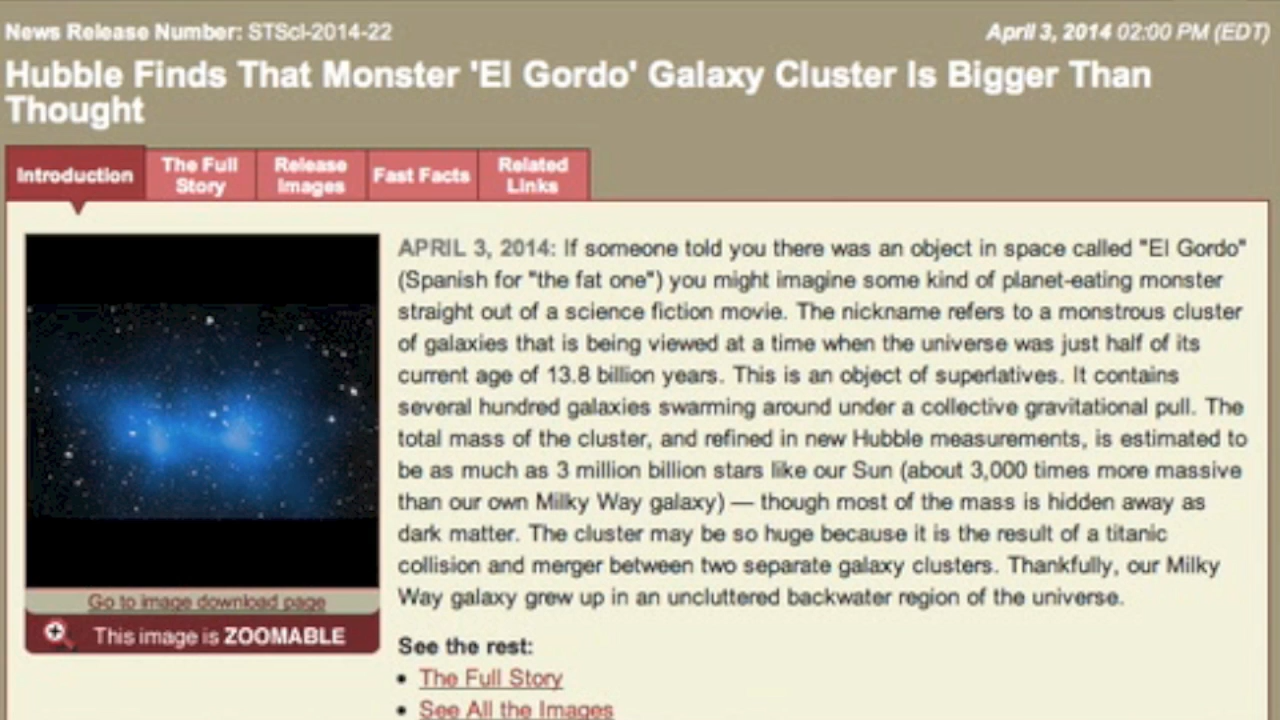 News Release Number: STScI-2014-22
April 3, 2014 02:00 PM (EDT)
Hubble Finds That Monster 'El Gordo' Galaxy Cluster Is Bigger Than
Thought
Introduction
The Full
Story
Release
Images
Fast Facts
Related
Links
APRIL 3, 2014: If someone told you there was an object in space called "El Gordo"
(Spanish for "the fat one") you might imagine some kind of planet-eating monster
straight out of a science fiction movie. The nickname refers to a monstrous cluster
of galaxies that is being viewed at a time when the universe was just half of its
current age of 13.8 billion years. This is an object of superlatives. It contains
several hundred galaxies swarming around under a collective gravitational pull. The
total mass of the cluster, and refined in new Hubble measurements, is estimated to
be as much as 3 million billion stars like our Sun (about 3,000 times more massive
than our own Milky Way galaxy) — though most of the mass is hidden away as
dark matter. The cluster may be so huge because it is the result of a titanic
collision and merger between two separate galaxy clusters. Thankfully, our Milky
Way galaxy grew up in an uncluttered backwater region of the universe.
Go to image download page
This image is ZOOMABLE
See the rest:
• The Full Story
• See All the Images